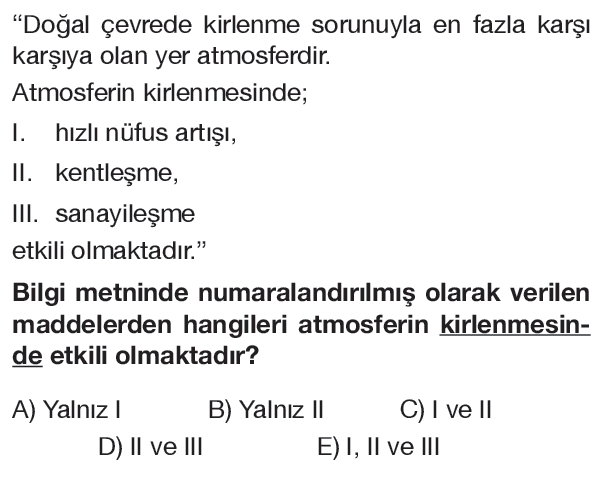 “Doğal çevrede kirlenme sorunuyla en fazla karşı
karşıya olan yer atmosferdir.
Atmosferin kirlenmesinde;
I. hızlı nüfus artışı,
II. kentleşme,
III. sanayileşme
etkili olmaktadır.”
Bilgi metninde numaralandırılmış olarak verilen
maddelerden hangileri atmosferin kirlenmesin-
de etkili olmaktadır?
A) Yalnız I B) Yalnız II C) I ve II
D) II ve III E) I, II ve III